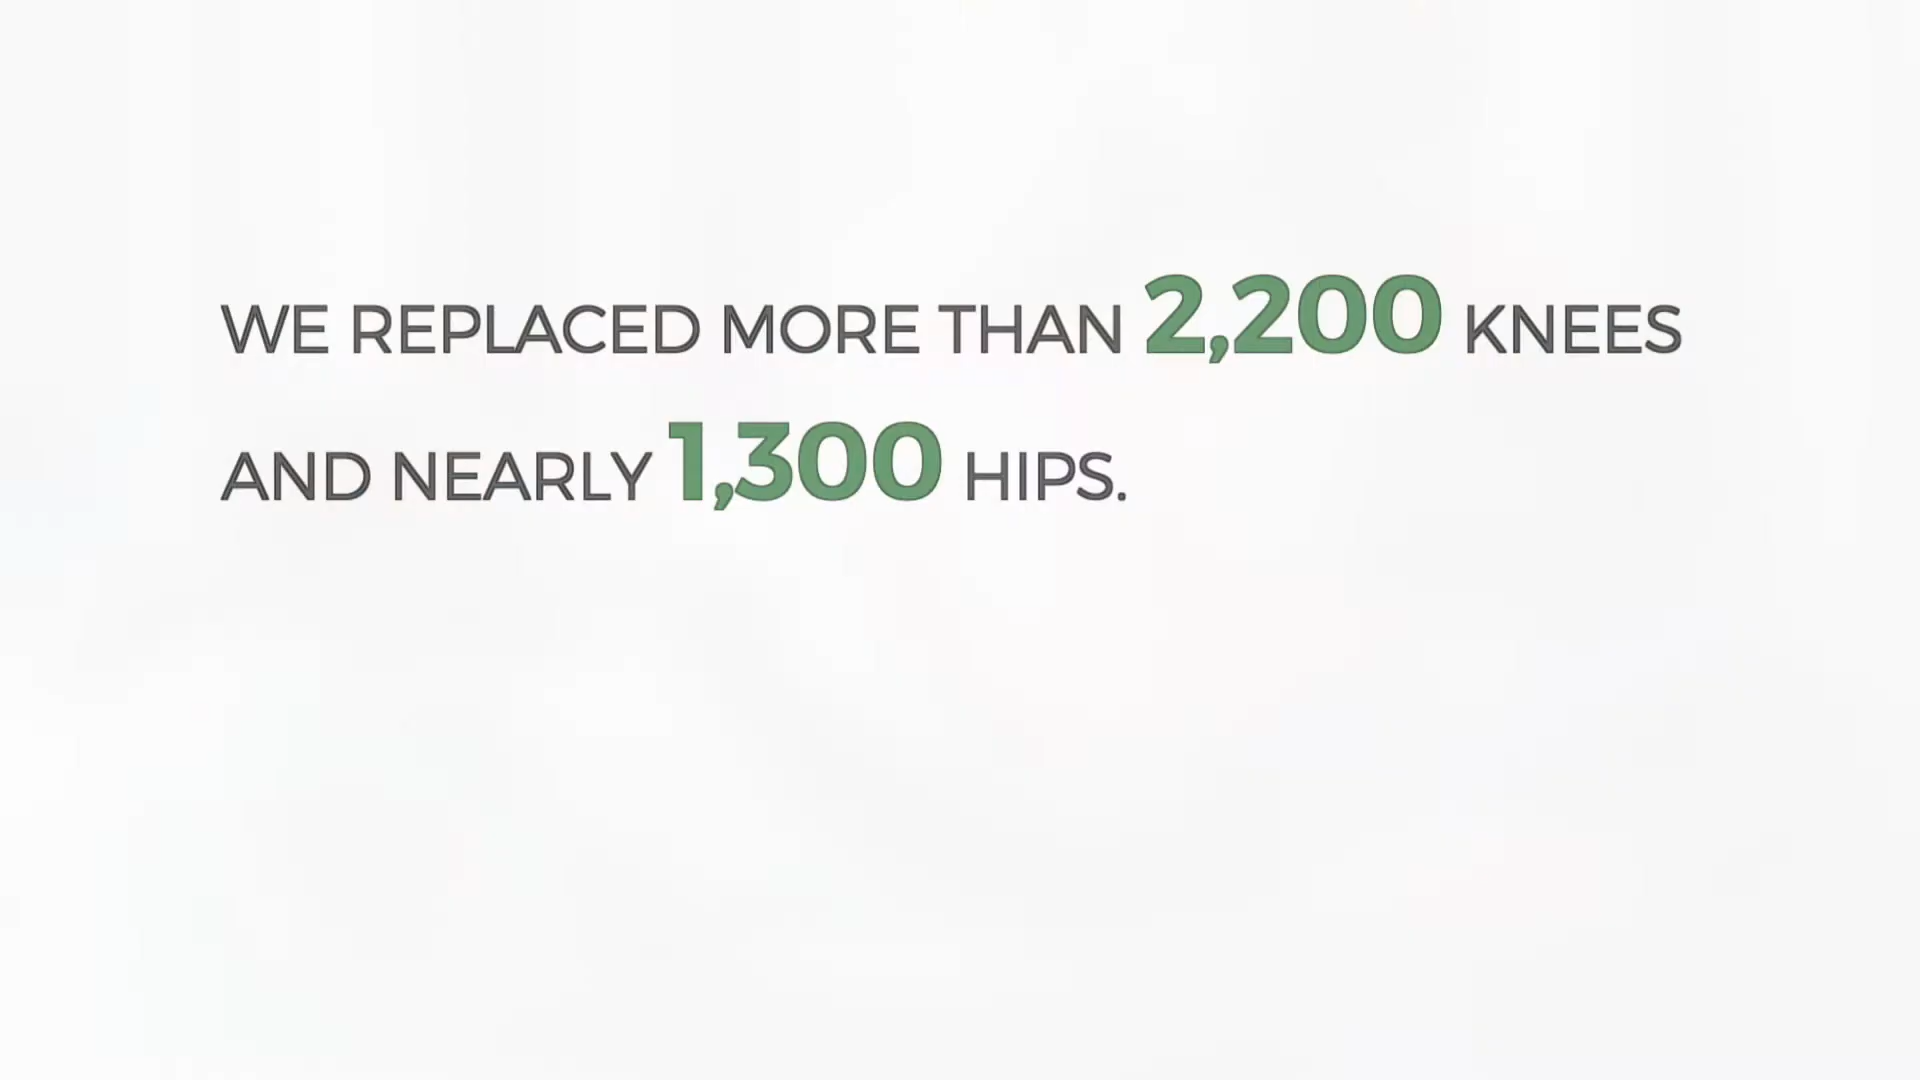 WE REPLACED MORE THAN 2,200 KNEES
AND NEARLY 1,300 HIPS.